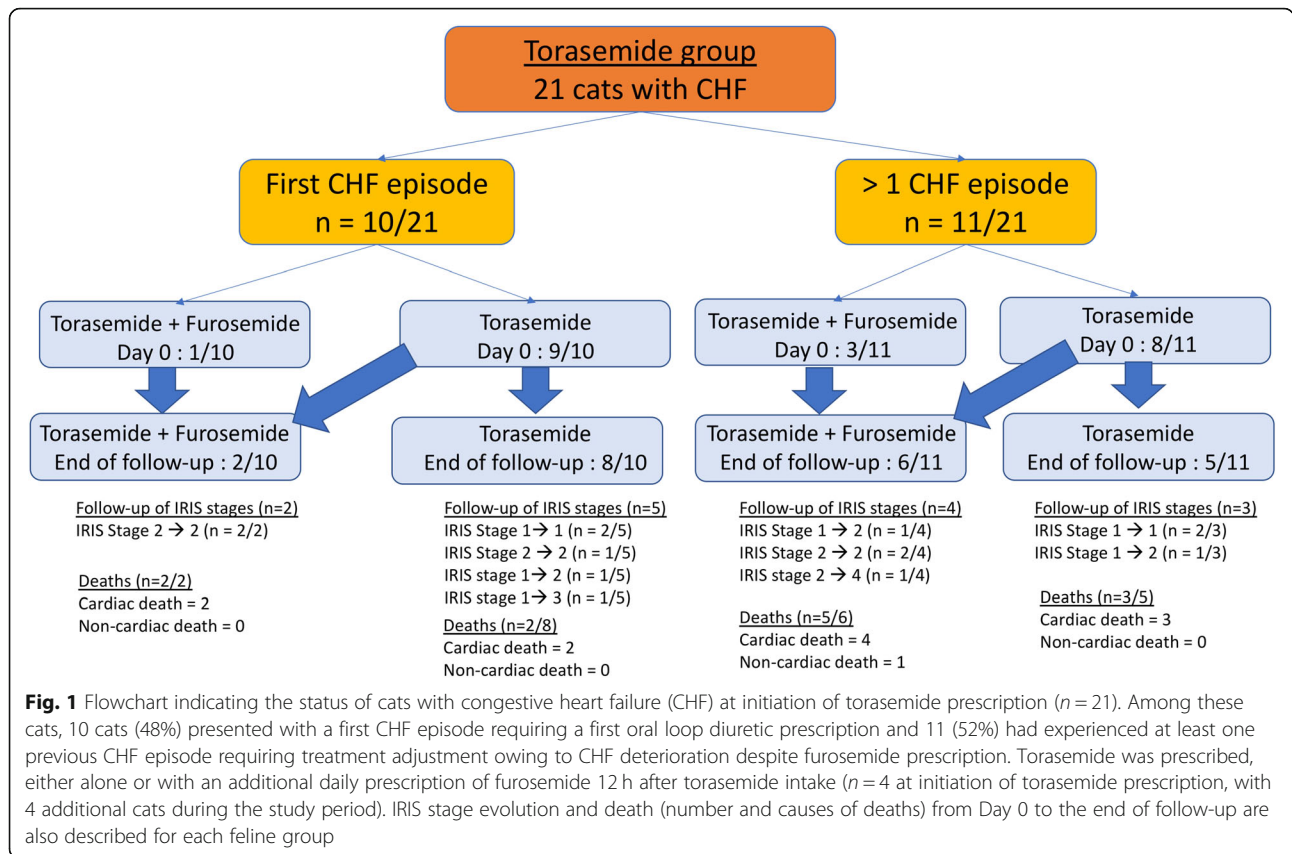 Torasemide group
21 cats with CHF
First CHF episode
n = 10/21
> 1 CHF episode
n = 11/21
Torasemide + Furosemide
Day 0 : 1/10
Torasemide
Day 0 : 9/10
Torasemide + Furosemide
Day 0 : 3/11
Torasemide
Day 0 : 8/11
Torasemide + Furosemide
End of follow-up : 2/10
Torasemide
End of follow-up : 8/10
Torasemide + Furosemide
End of follow-up : 6/11
Torasemide
End of follow-up : 5/11
Follow-up of IRIS stages (n=2)
IRIS Stage 2 → 2 (n = 2/2)
Deaths (n=2/2)
Cardiac death = 2
Non-cardiac death = 0
Follow-up of IRIS stages (n=5)
IRIS Stage 1→ 1 (n = 2/5)
IRIS Stage 2 → 2 (n = 1/5)
IRIS stage 1→ 2 (n = 1/5)
IRIS stage 1→ 3 (n = 1/5)
Deaths (n=2/8)
Cardiac death = 2
Non-cardiac death = 0
Follow-up of IRIS stages (n=4)
IRIS Stage 1 → 2 (n = 1/4)
IRIS Stage 2 → 2 (n = 2/4)
IRIS stage 2 → 4 (n = 1/4)
Deaths (n=5/6)
Cardiac death = 4
Non-cardiac death = 1
Follow-up of IRIS stages (n=3)
IRIS Stage 1 → 1 (n = 2/3)
IRIS Stage 1 → 2 (n = 1/3)
Deaths (n=3/5)
Cardiac death = 3
Non-cardiac death = 0
Fig. 1 Flowchart indicating the status of cats with congestive heart failure (CHF) at initiation of torasemide prescription (n = 21). Among these
cats, 10 cats (48%) presented with a first CHF episode requiring a first oral loop diuretic prescription and 11 (52%) had experienced at least one
previous CHF episode requiring treatment adjustment owing to CHF deterioration despite furosemide prescription. Torasemide was prescribed,
either alone or with an additional daily prescription of furosemide 12 h after torasemide intake (n = 4 at initiation of torasemide prescription, with
4 additional cats during the study period). IRIS stage evolution and death (number and causes of deaths) from Day 0 to the end of follow-up are
also described for each feline group